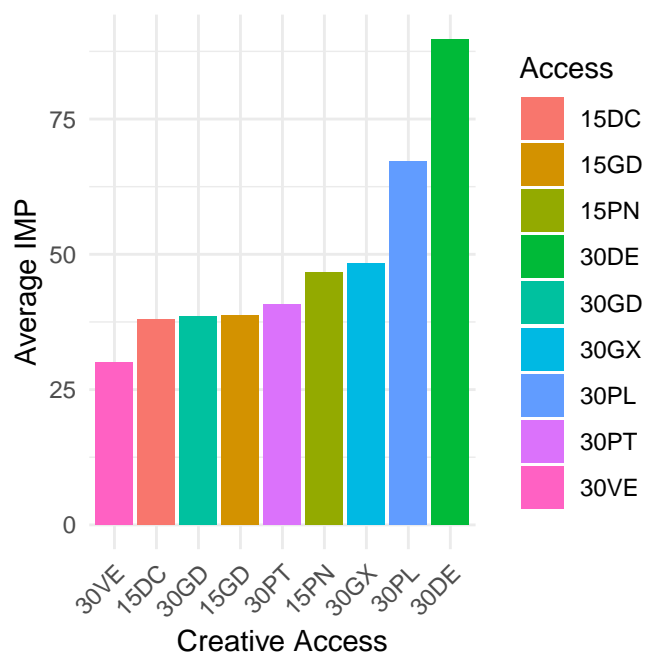 Average IMP
75
50
25
0
30VE 15DC 30GD 15GD 30PT 15PN 30GX 30PL 30DE
Creative Access
Access
15DC
15GD
15PN
30DE
30GD
30GX
30PL
30PT
30VE